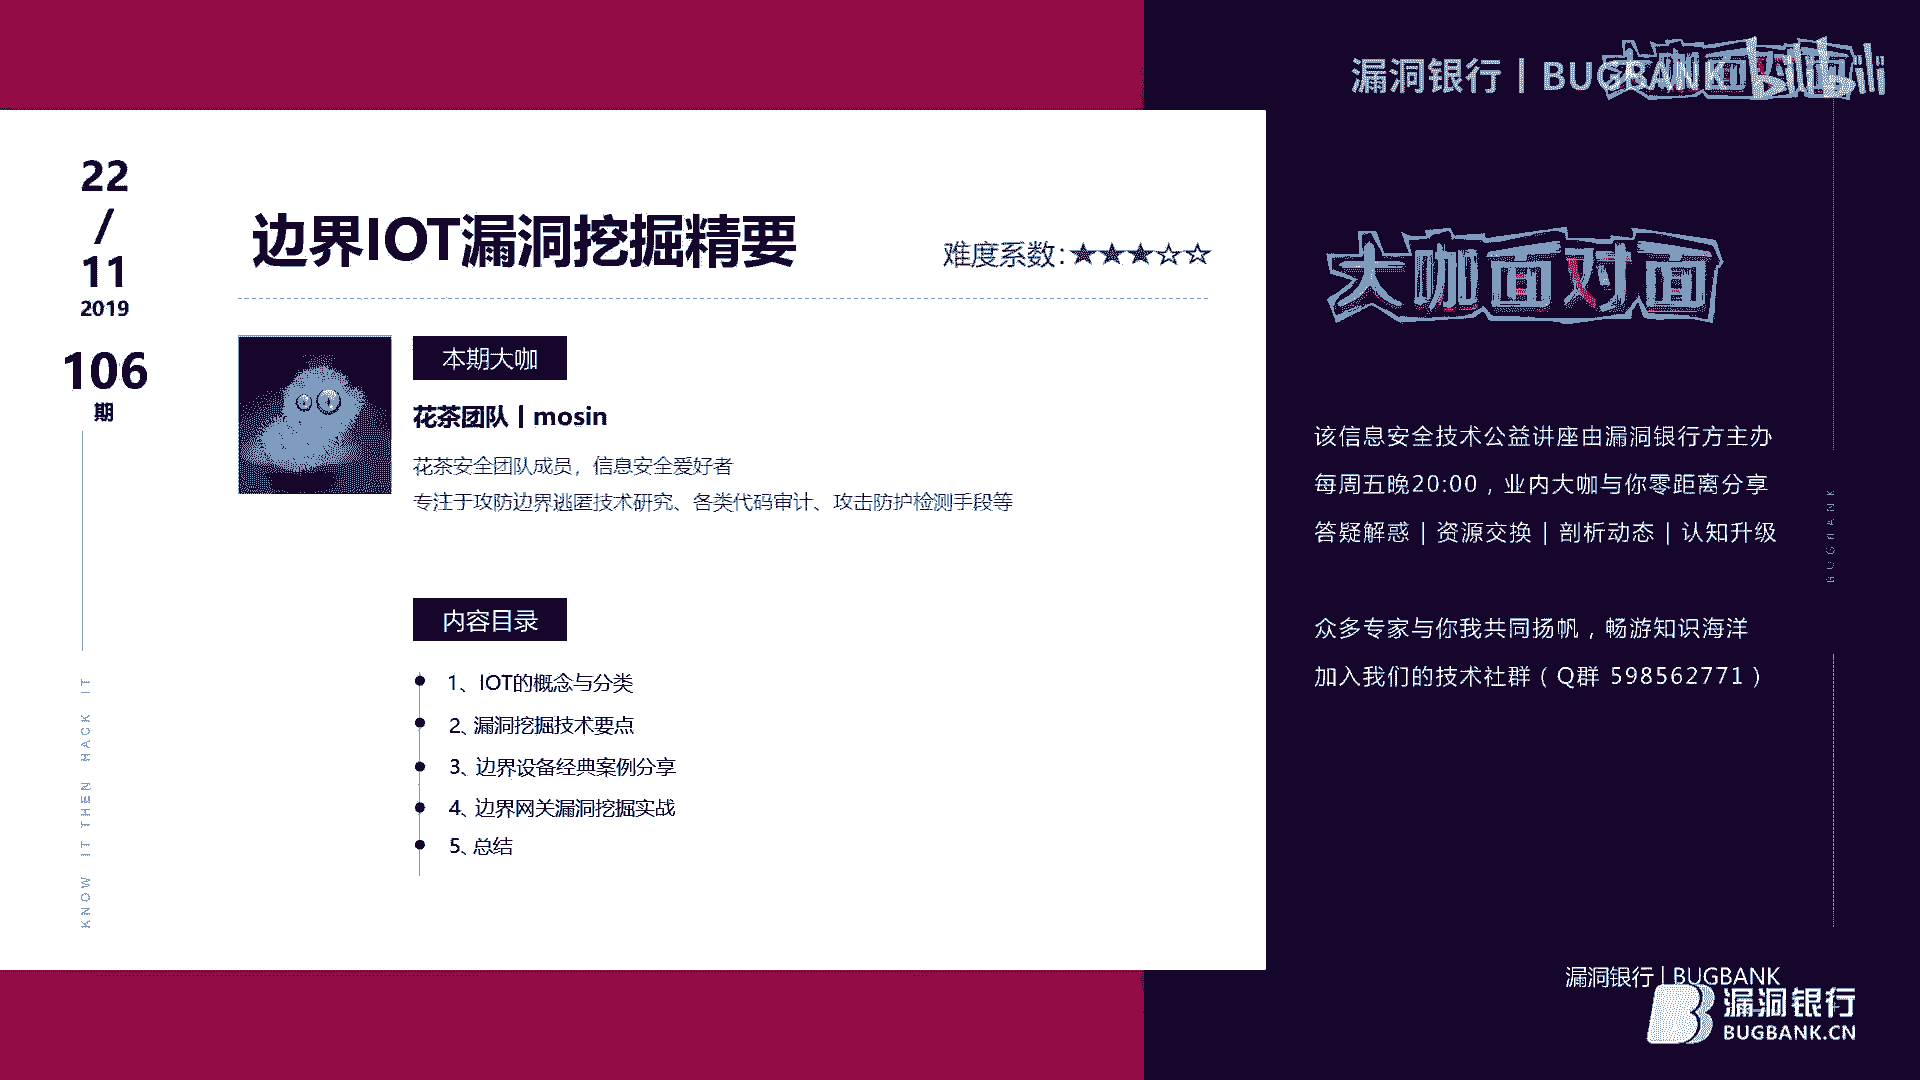 漏洞银行 | BUGBANK
bilibili
22
/
11
2019
106
期
边界IOT漏洞挖掘精要
难度系数:★★★☆☆
本期大咖
花茶团队 | mosin
花茶安全团队成员，信息安全爱好者
专注于攻防边界逃匿技术研究、各类代码审计、攻击防护检测手段等
内容目录
1、IOT的概念与分类
2、漏洞挖掘技术要点
3、边界设备经典案例分享
4、边界网关漏洞挖掘实战
5、总结
KNOW IT THEN HACK IT
大咖面对面
该信息安全技术公益讲座由漏洞银行方主办
每周五晚20:00，业内大咖与你零距离分享
答疑解惑 | 资源交换 | 剖析动态 | 认知升级
众多专家与你我共同扬帆，畅游知识海洋
加入我们的技术社群（Q群 598562771）
BUGBANK
漏洞银行 | BUGBANK
漏洞银行
BUGBANK.CN